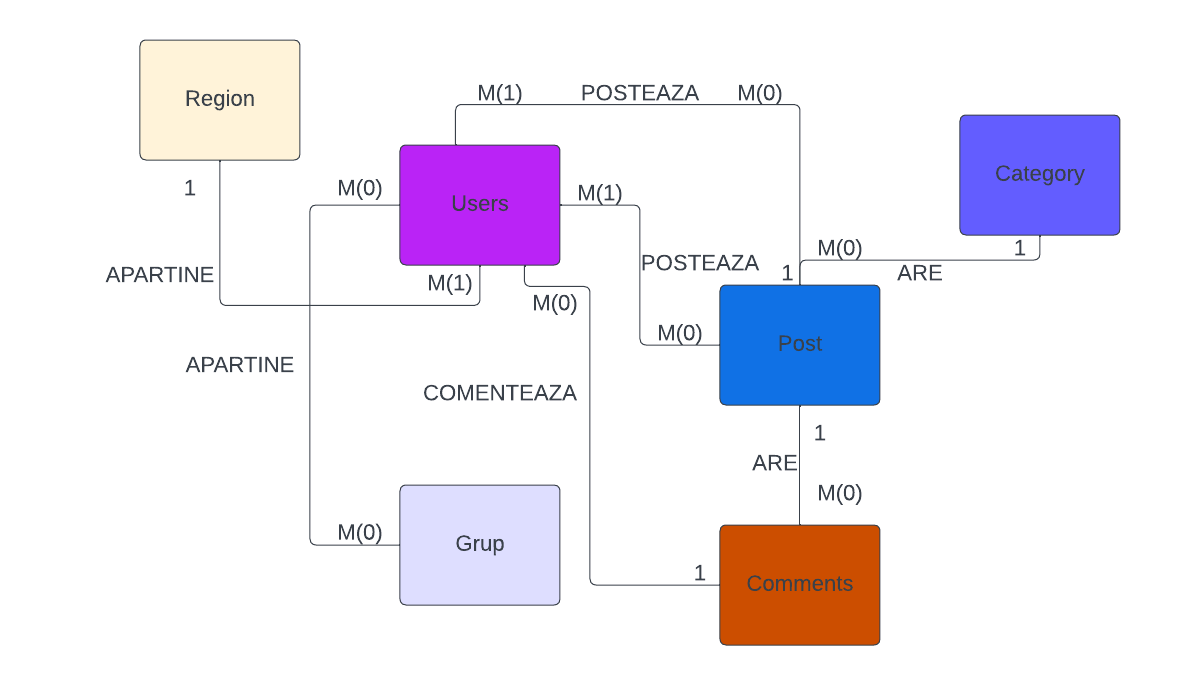 M(1) POSTEAZA M(0)
Region
Category
1
M(0)
Users
M(1)
M(0)
1
POSTEAZA
1
ARE
APARTINE
M(1)
M(0)
M(0)
Post
APARTINE
COMENTEAZA
1
ARE
M(0)
M(0)
Grup
1
Comments